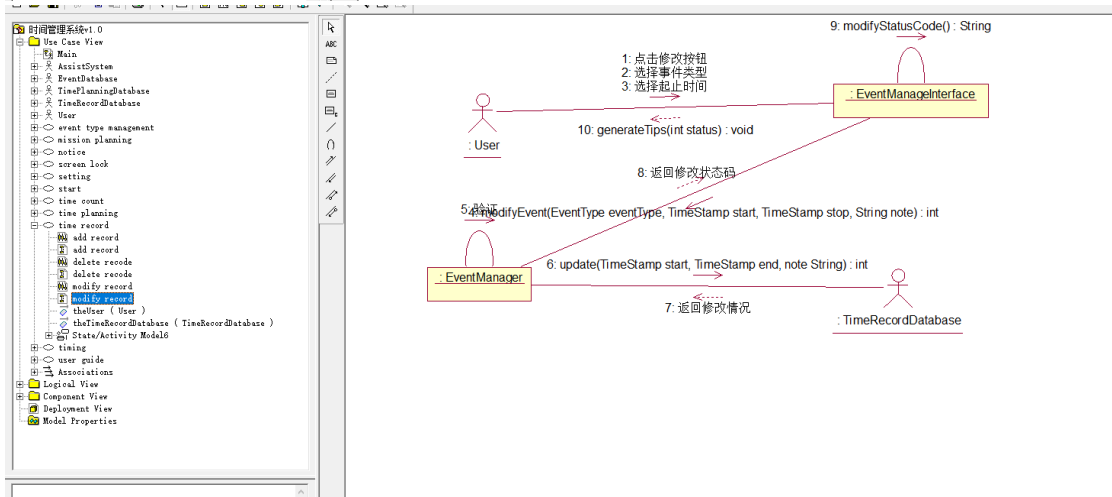 时间管理系统v1.0
Use Case View
Main
AssistSystem
EventDatabase
TimePlanningDatabase
TimeRecordDatabase
User
event type management
mission planning
notice
screen lock
setting
start
time count
time planning
time record
add record
add record
delete recode
delete recode
modify record
modify record
theUser ( User )
theTimeRecordDatabase ( TimeRecordDatabase )
State/Activity Model6
timing
user guide
Associations
Logical View
Component View
Deployment View
Model Properties
ABC
9: modifyStatusCode() : String
1: 点击修改按钮
2: 选择事件类型
3: 选择起止时间
: EventManageInterface
10: generateTips(int status) : void
: User
8: 返回修改状态码
5: 验证
4: modifyEvent(EventType eventType, TimeStamp start, TimeStamp stop, String note) : int
6: update(TimeStamp start, TimeStamp end, note String) : int
: EventManager
7: 返回修改情况
: TimeRecordDatabase